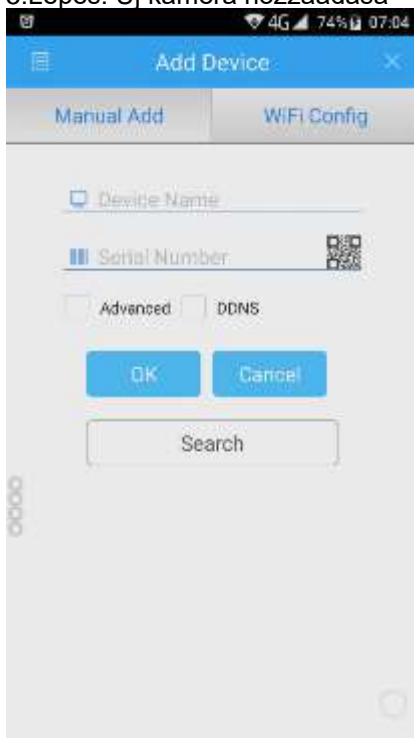 3.Lépés: Új kamera hozzáadása
4G 74% 07:04
Add Device
Manual Add WiFi Config
Device Name
Serial Number
Advanced DDNS
OK Cancel
Search